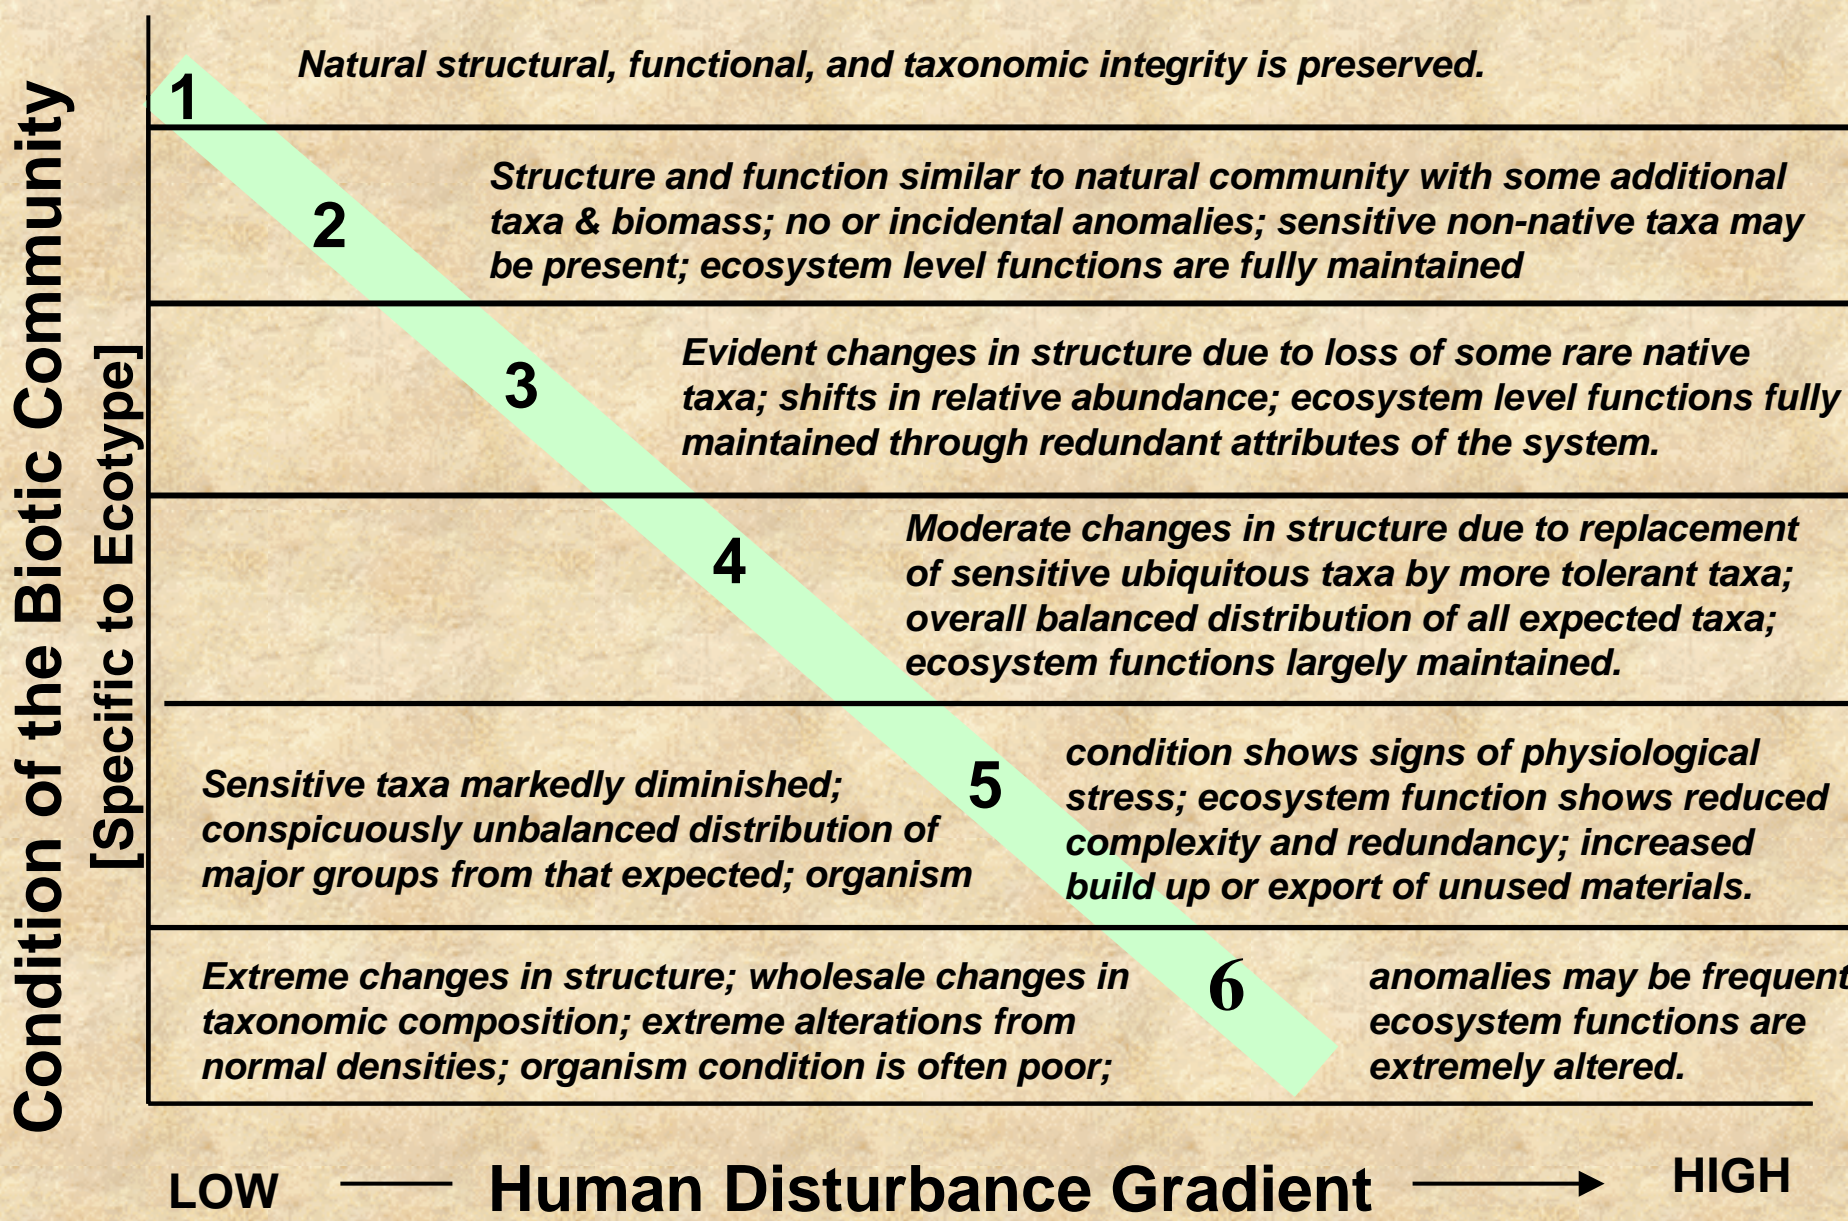 Condition of the Biotic Community
[Specific to Ecotype]
1
Natural structural, functional, and taxonomic integrity is preserved.
2
Structure and function similar to natural community with some additional
taxa & biomass; no or incidental anomalies; sensitive non-native taxa may
be present; ecosystem level functions are fully maintained
3
Evident changes in structure due to loss of some rare native
taxa; shifts in relative abundance; ecosystem level functions fully
maintained through redundant attributes of the system.
4
Moderate changes in structure due to replacement
of sensitive ubiquitous taxa by more tolerant taxa;
overall balanced distribution of all expected taxa;
ecosystem functions largely maintained.
Sensitive taxa markedly diminished;
conspicuously unbalanced distribution of
major groups from that expected; organism
5
condition shows signs of physiological
stress; ecosystem function shows reduced
complexity and redundancy; increased
build up or export of unused materials.
Extreme changes in structure; wholesale changes in
taxonomic composition; extreme alterations from
normal densities; organism condition is often poor;
6
anomalies may be frequent
ecosystem functions are
extremely altered.
LOW
Human Disturbance Gradient
HIGH